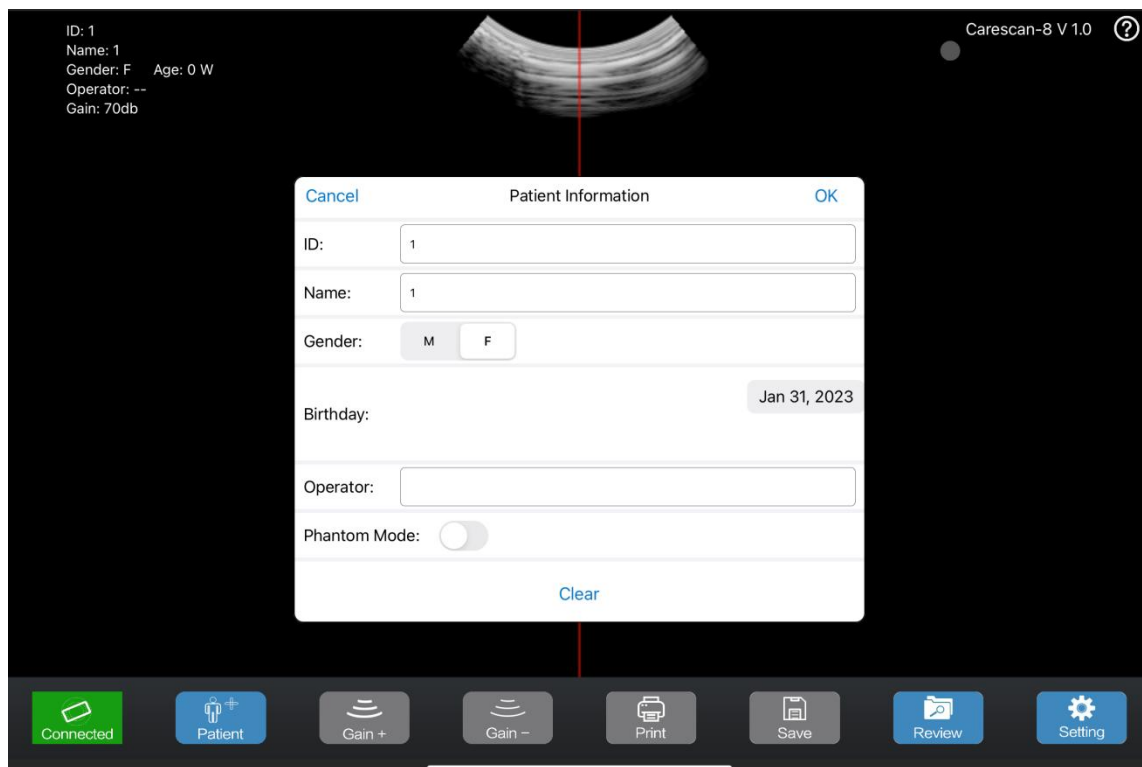 ID: 1
Name: 1
Gender: F Age: 0 W
Operator: --
Gain: 70db
Carescan-8 V 1.0 ?
Cancel Patient Information OK
ID: 1
Name: 1
Gender: M F
Birthday: Jan 31, 2023
Operator:
Phantom Mode:
Clear
Connected Patient Gain + Gain − Print Save Review Setting